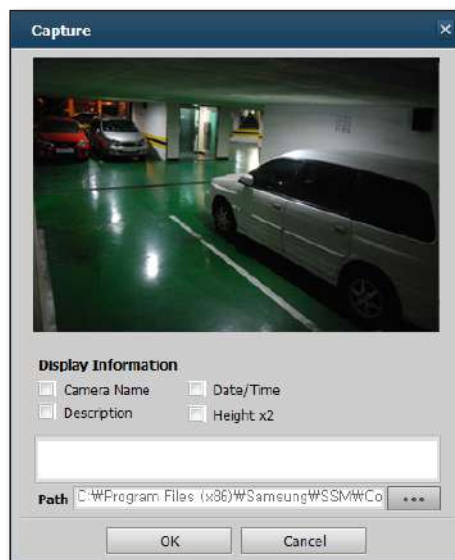 Capture
Display Information
Camera Name Date/Time
Description Height x2
Path C:₩Program Files (x86)₩Samsung₩SSM₩Co ...
OK Cancel